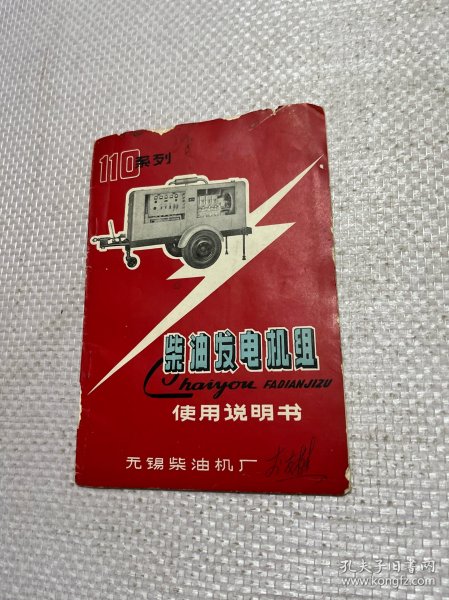 110系列
柴油发电机组
Chaiyou FADIANJIZU
使用说明书
无锡柴油机厂
孔夫子旧书网
www.kongfz.com